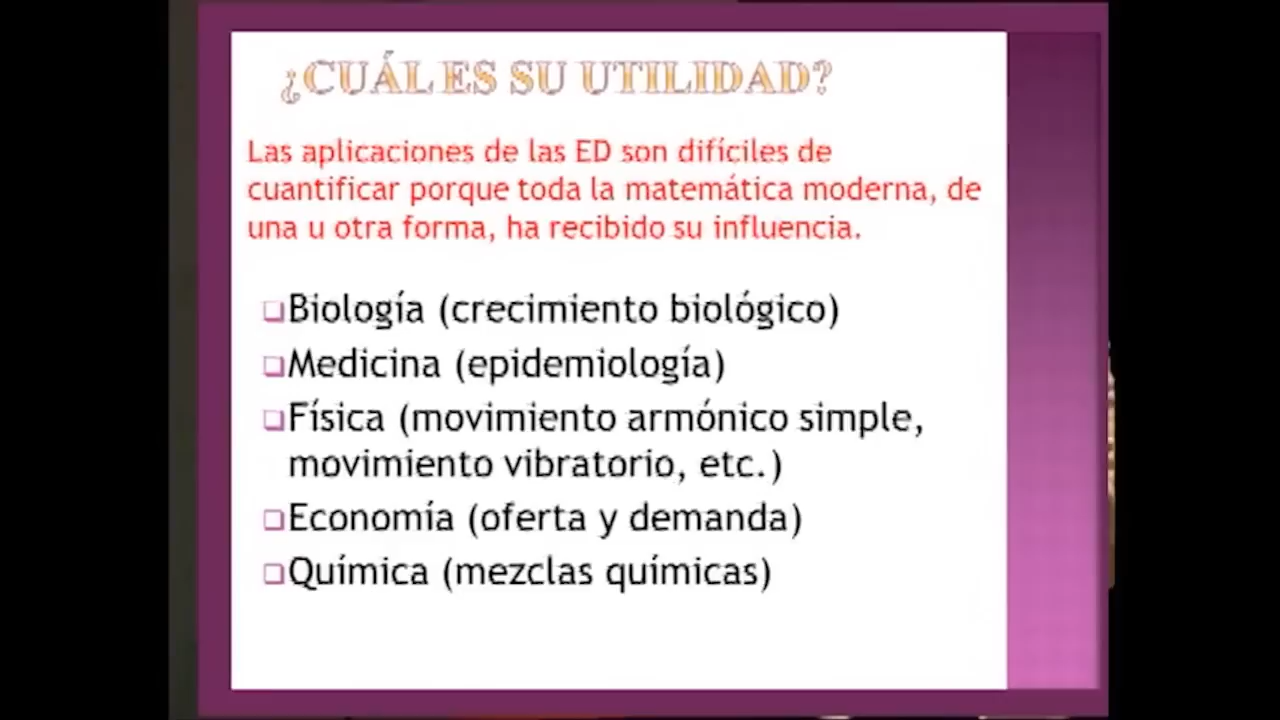 ¿CUÁL ES SU UTILIDAD?
Las aplicaciones de las ED son difíciles de
cuantificar porque toda la matemática moderna, de
una u otra forma, ha recibido su influencia.
Biología (crecimiento biológico)
Medicina (epidemiología)
Física (movimiento armónico simple,
movimiento vibratorio, etc.)
Economía (oferta y demanda)
Química (mezclas químicas)